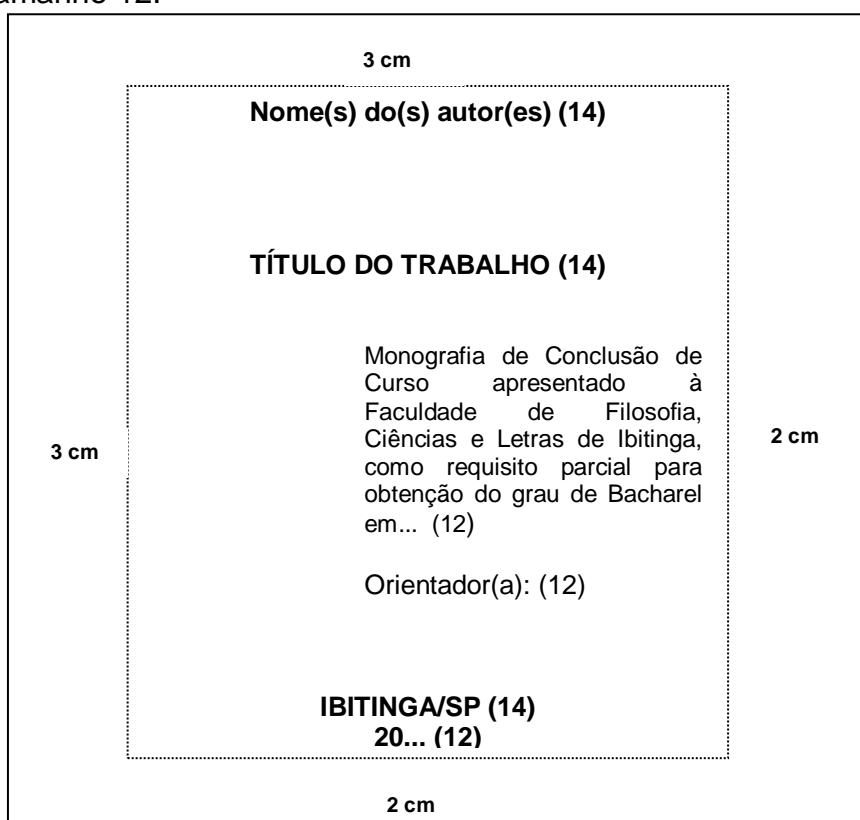 amanho 12.
3 cm
Nome(s) do(s) autor(es) (14)
TÍTULO DO TRABALHO (14)
Monografia de Conclusão de
Curso apresentado à
Faculdade de Filosofia,
Ciências e Letras de Ibitinga,
como requisito parcial para
obtenção do grau de Bacharel
em... (12)
3 cm
2 cm
Orientador(a): (12)
IBITINGA/SP (14)
20... (12)
2 cm